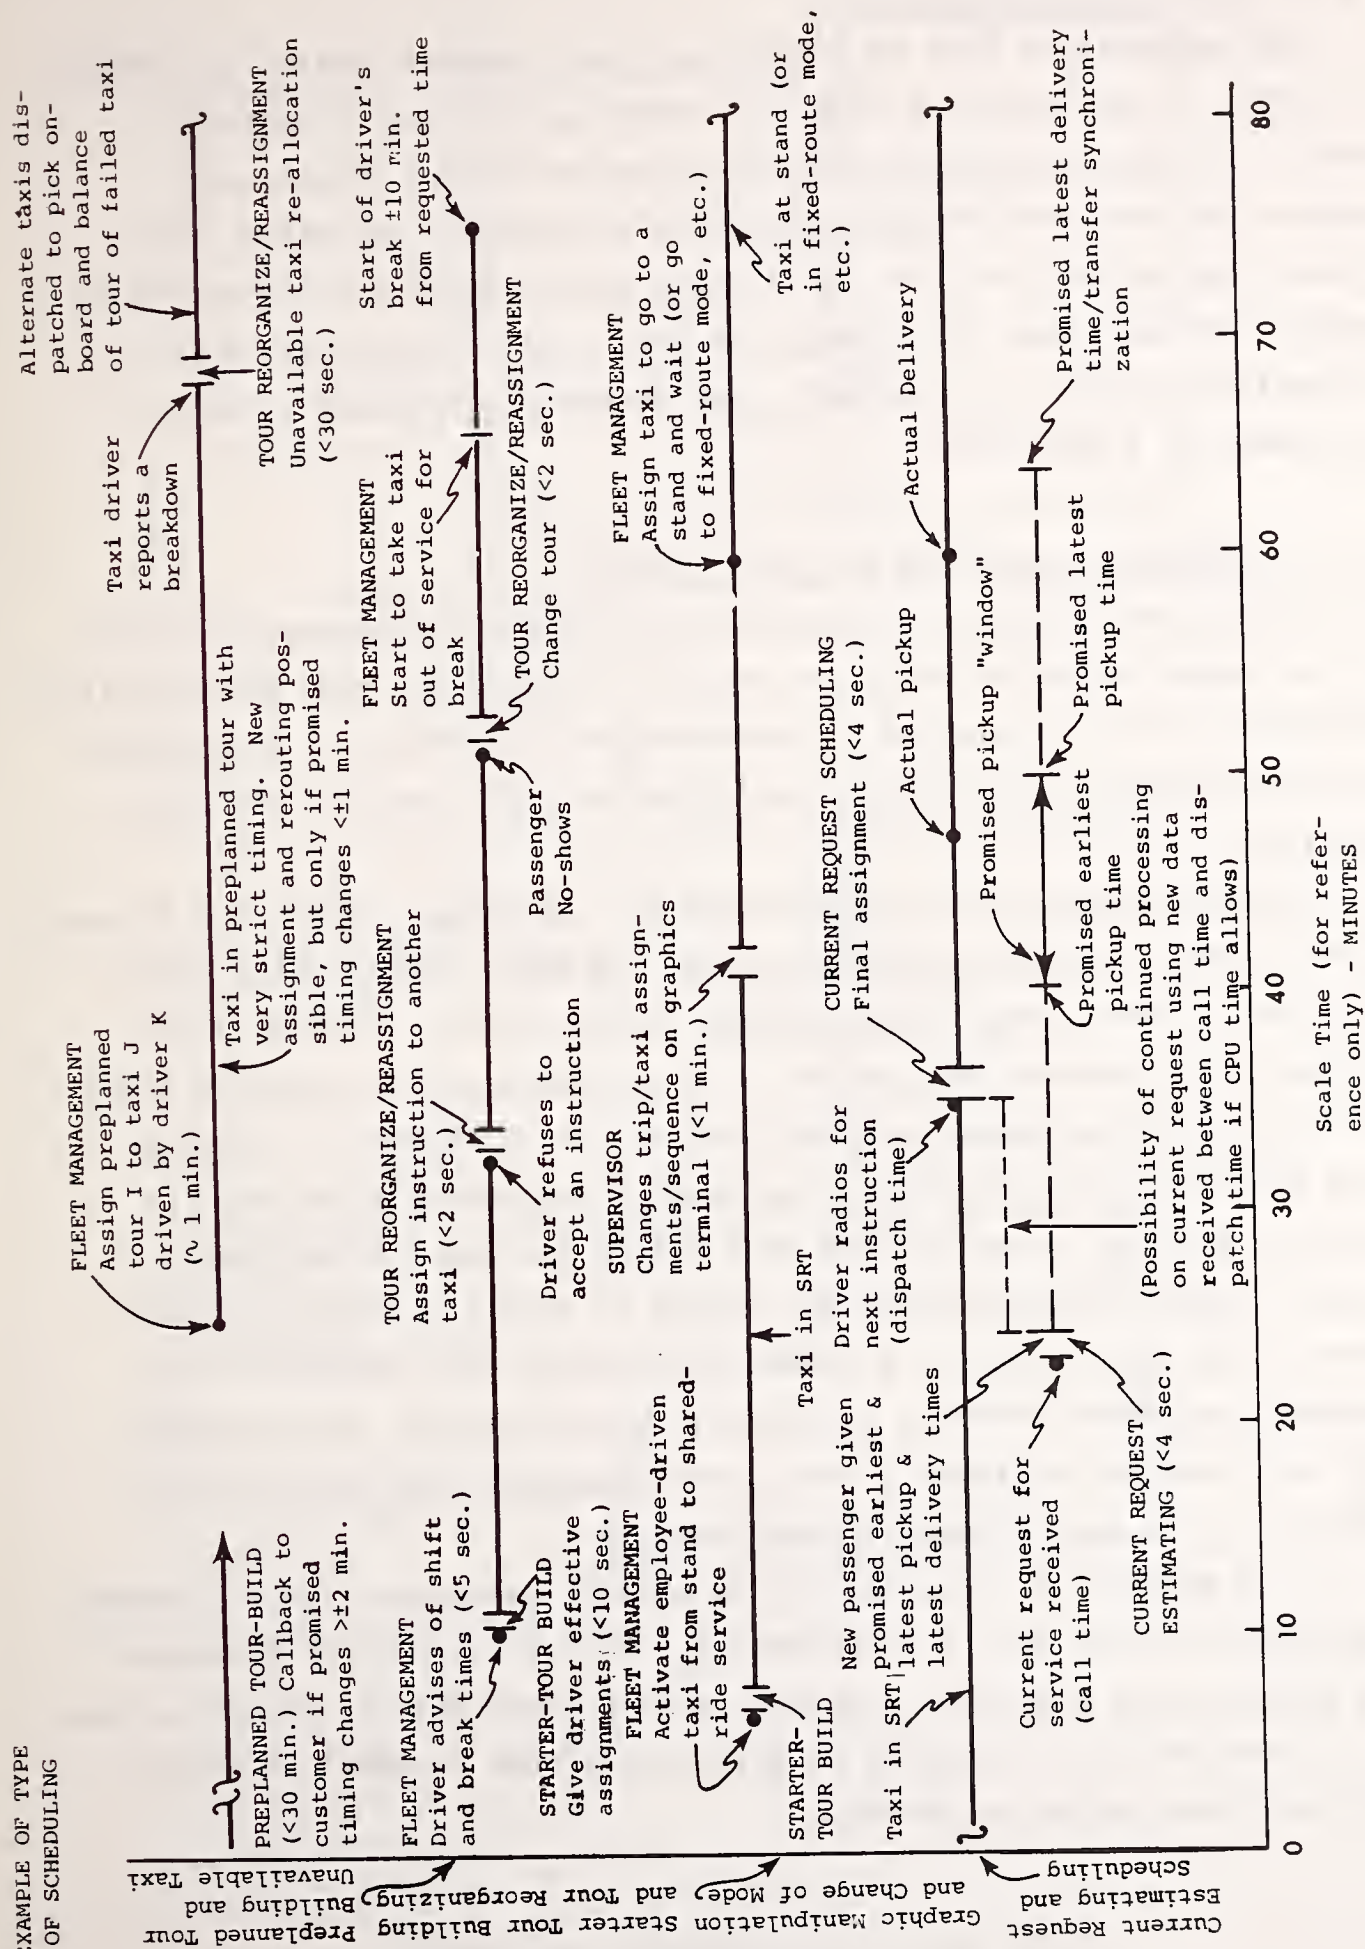 EXAMPLE OF TYPE
OF SCHEDULING
Preplanned Tour
Building and
Unavailable Taxi
PREPLANNED TOUR-BUILD
(<30 min.) Callback to
customer if promised
timing changes >±2 min.
FLEET MANAGEMENT
Assign preplanned
tour I to taxi J
driven by driver K
(~ 1 min.)
Taxi in preplanned tour with
very strict timing. New
assignment and rerouting pos-
sible, but only if promised
timing changes <±1 min.
Taxi driver
reports a
breakdown
Alternate taxis dis-
patched to pick on-
board and balance
of tour of failed taxi
TOUR REORGANIZE/REASSIGNMENT
Unavailable taxi re-allocation
(<30 sec.)
Starter Tour Building
and Tour Reorganizing
FLEET MANAGEMENT
Driver advises of shift
and break times (<5 sec.)
STARTER-TOUR BUILD
Give driver effective
assignments (<10 sec.)
TOUR REORGANIZE/REASSIGNMENT
Assign instruction to another
taxi (<2 sec.)
Driver refuses to
accept an instruction
Passenger
No-shows
TOUR REORGANIZE/REASSIGNMENT
Change tour (<2 sec.)
FLEET MANAGEMENT
Start to take taxi
out of service for
break
Start of driver's
break ±10 min.
from requested time
Graphic Manipulation
and Change of Mode
FLEET MANAGEMENT
Activate employee-driven
taxi from stand to shared-
ride service
STARTER-
TOUR BUILD
Taxi in SRT
SUPERVISOR
Changes trip/taxi assign-
ments/sequence on graphics
terminal (<1 min.)
FLEET MANAGEMENT
Assign taxi to go to a
stand and wait (or go
to fixed-route mode, etc.)
Taxi at stand (or
in fixed-route mode,
etc.)
Current Request
Estimating and
Scheduling
Taxi in SRT
New passenger given
promised earliest &
latest pickup &
latest delivery times
Driver radios for
next instruction
(dispatch time)
CURRENT REQUEST SCHEDULING
Final assignment (<4 sec.)
Actual pickup
Actual Delivery
Current request for
service received
(call time)
CURRENT REQUEST
ESTIMATING (<4 sec.)
(Possibility of continued processing
on current request using new data
received between call time and dis-
patch time if CPU time allows)
Promised earliest
pickup time
Promised pickup "window"
Promised latest
pickup time
Promised latest delivery
time/transfer synchroni-
zation
0 10 20 30 40 50 60 70 80
Scale Time (for refer-
ence only) - MINUTES